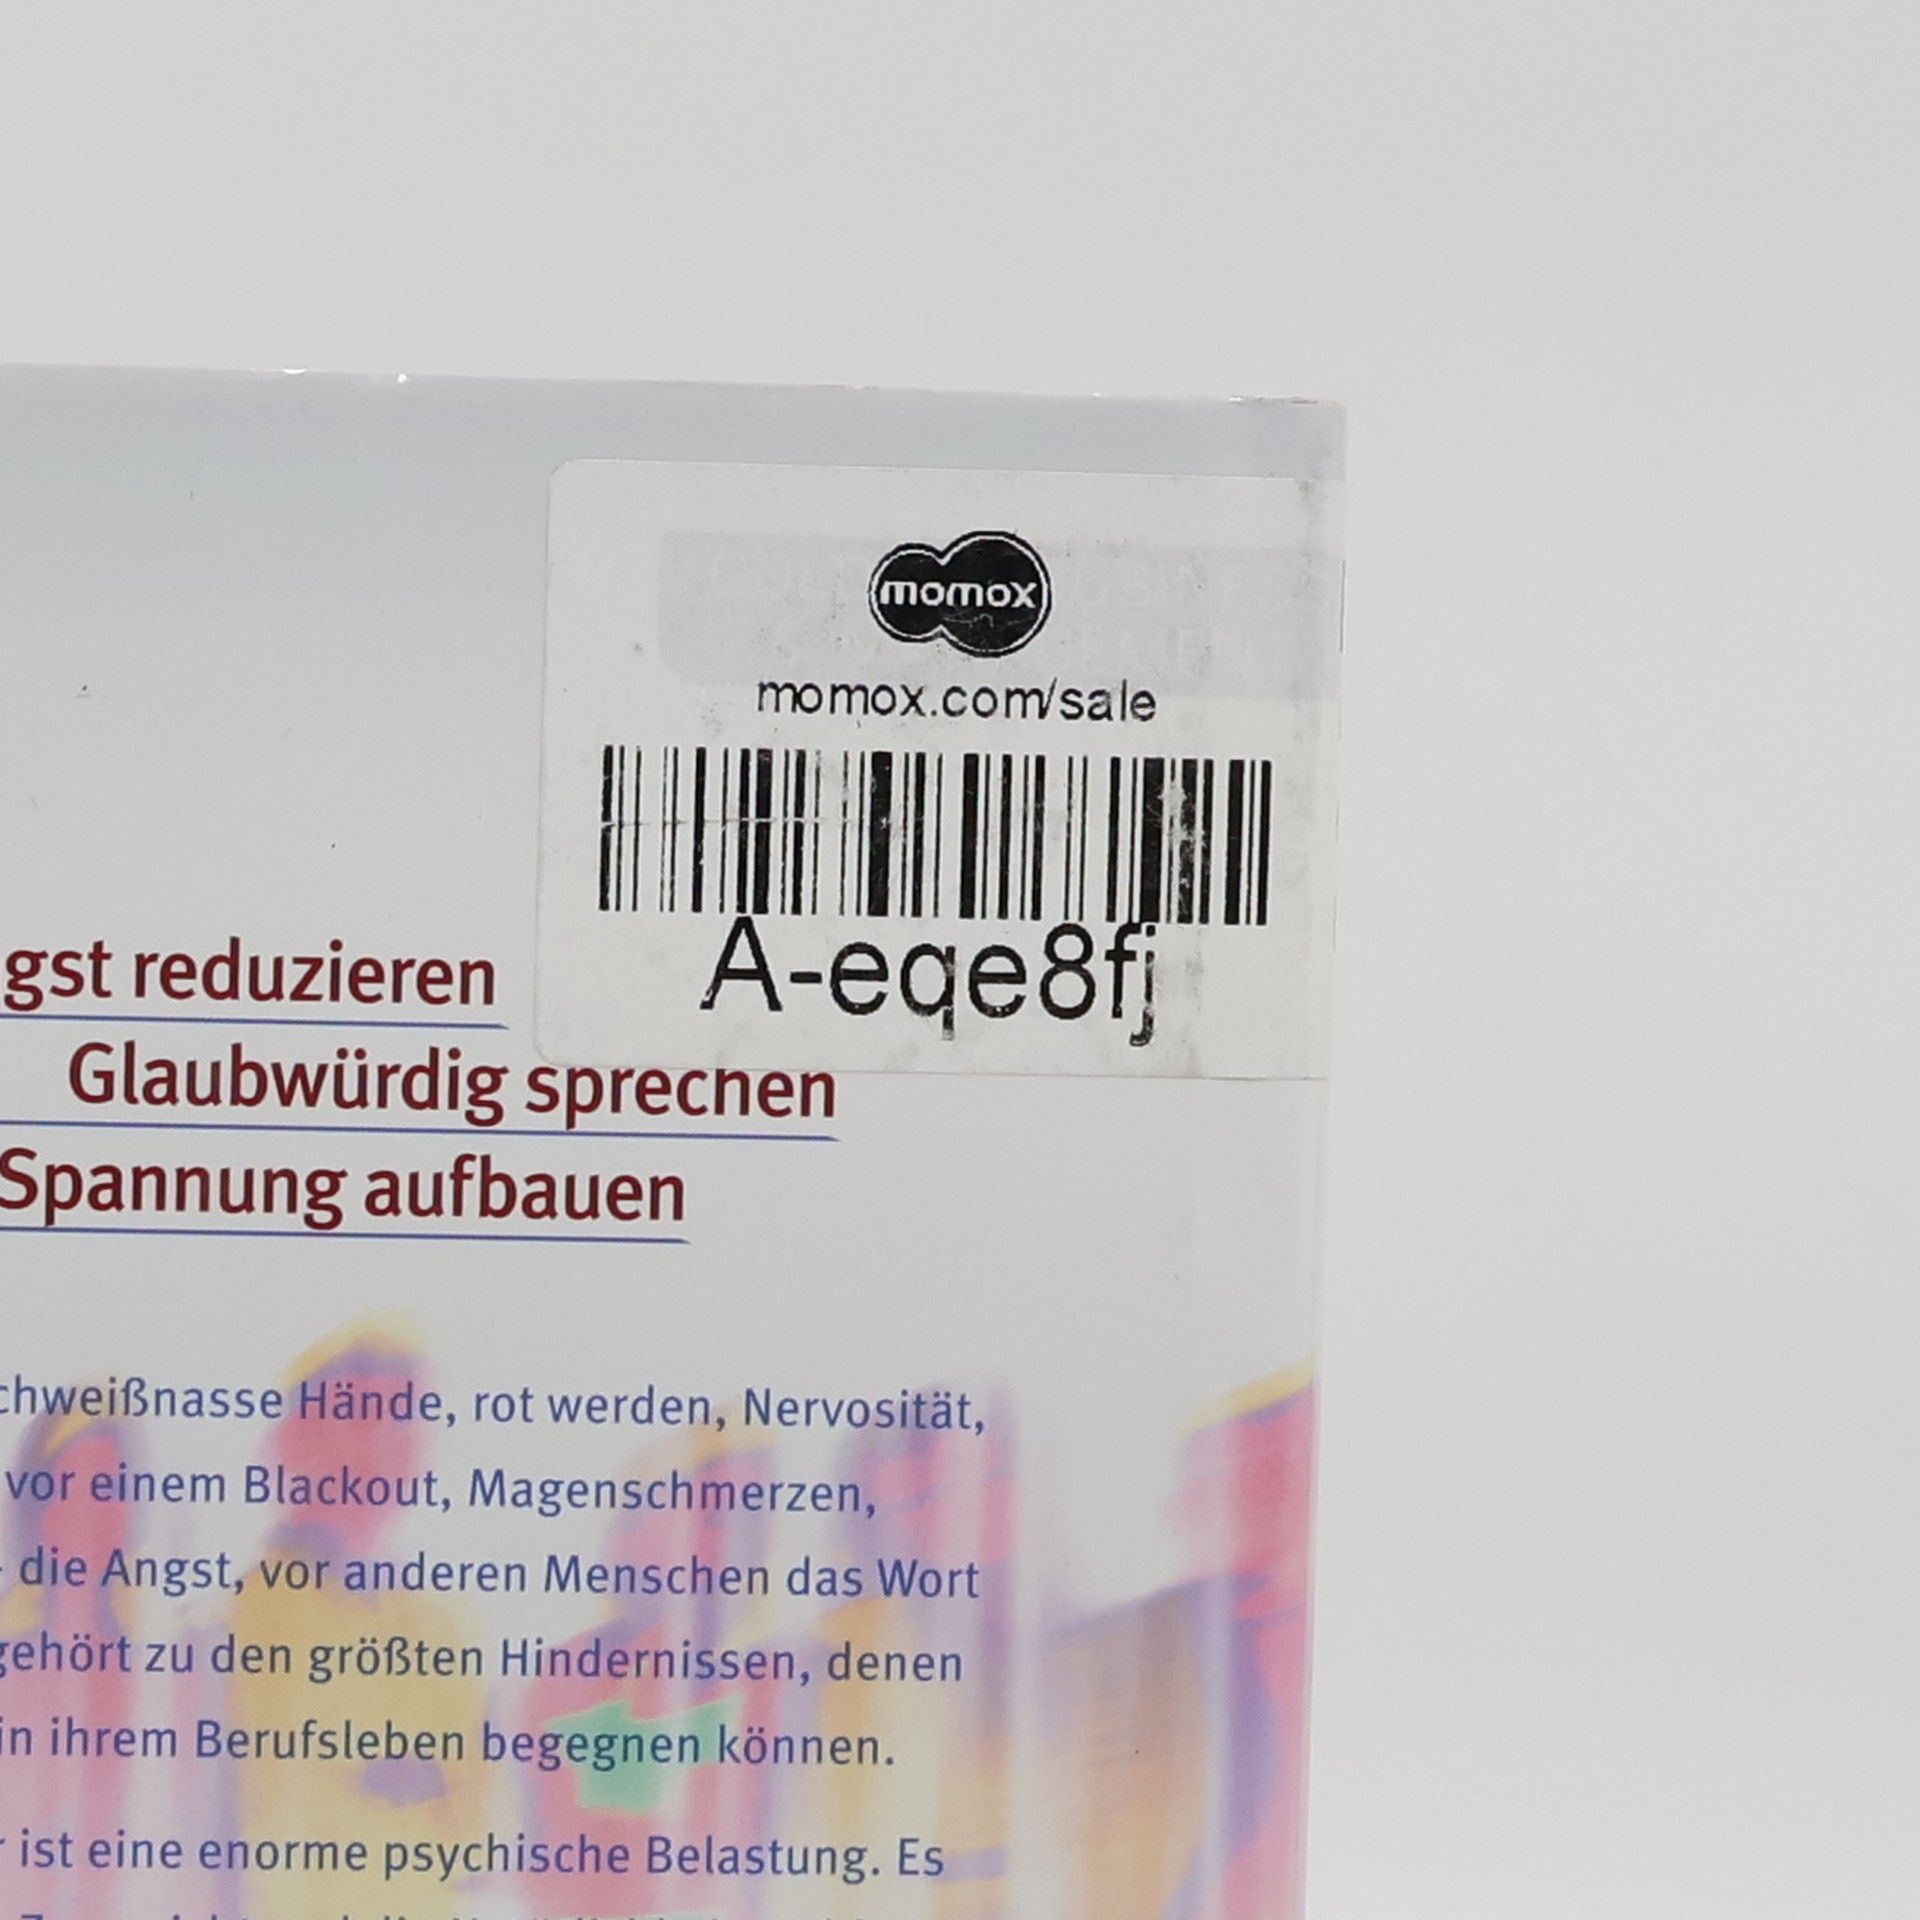 momox
momox.com/sale
A-eqe8fj
gst reduzieren
Glaubwürdig sprechen
Spannung aufbauen
chweißnasse Hände, rot werden, Nervosität,
vor einem Blackout, Magenschmerzen,
die Angst, vor anderen Menschen das Wort
gehört zu den größten Hindernissen, denen
in ihrem Berufsleben begegnen können.
r ist eine enorme psychische Belastung. Es